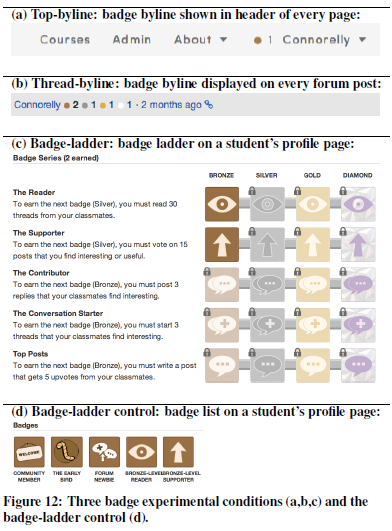 (a) Top-byline: badge byline shown in header of every page:
Courses Admin About ▼ 1 Connorelly ▼
(b) Thread-byline: badge byline displayed on every forum post:
Connorelly 2 1 1 1 · 2 months ago
(c) Badge-ladder: badge ladder on a student's profile page:
Badge Series (2 earned)
BRONZE SILVER GOLD DIAMOND
The Reader
To earn the next badge (Silver), you must read 30
threads from your classmates.
The Supporter
To earn the next badge (Silver), you must vote on 15
posts that you find interesting or useful.
The Contributor
To earn the next badge (Bronze), you must post 3
replies that your classmates find interesting.
The Conversation Starter
To earn the next badge (Bronze), you must start 3
threads that your classmates find interesting.
Top Posts
To earn the next badge (Bronze), you must write a post
that gets 5 upvotes from your classmates.
(d) Badge-ladder control: badge list on a student's profile page:
Badges
WELCOME
COMMUNITY MEMBER THE EARLY BIRD FORUM NEWBIE BRONZE-LEVEL READER BRONZE-LEVEL SUPPORTER
Figure 12: Three badge experimental conditions (a,b,c) and the
badge-ladder control (d).